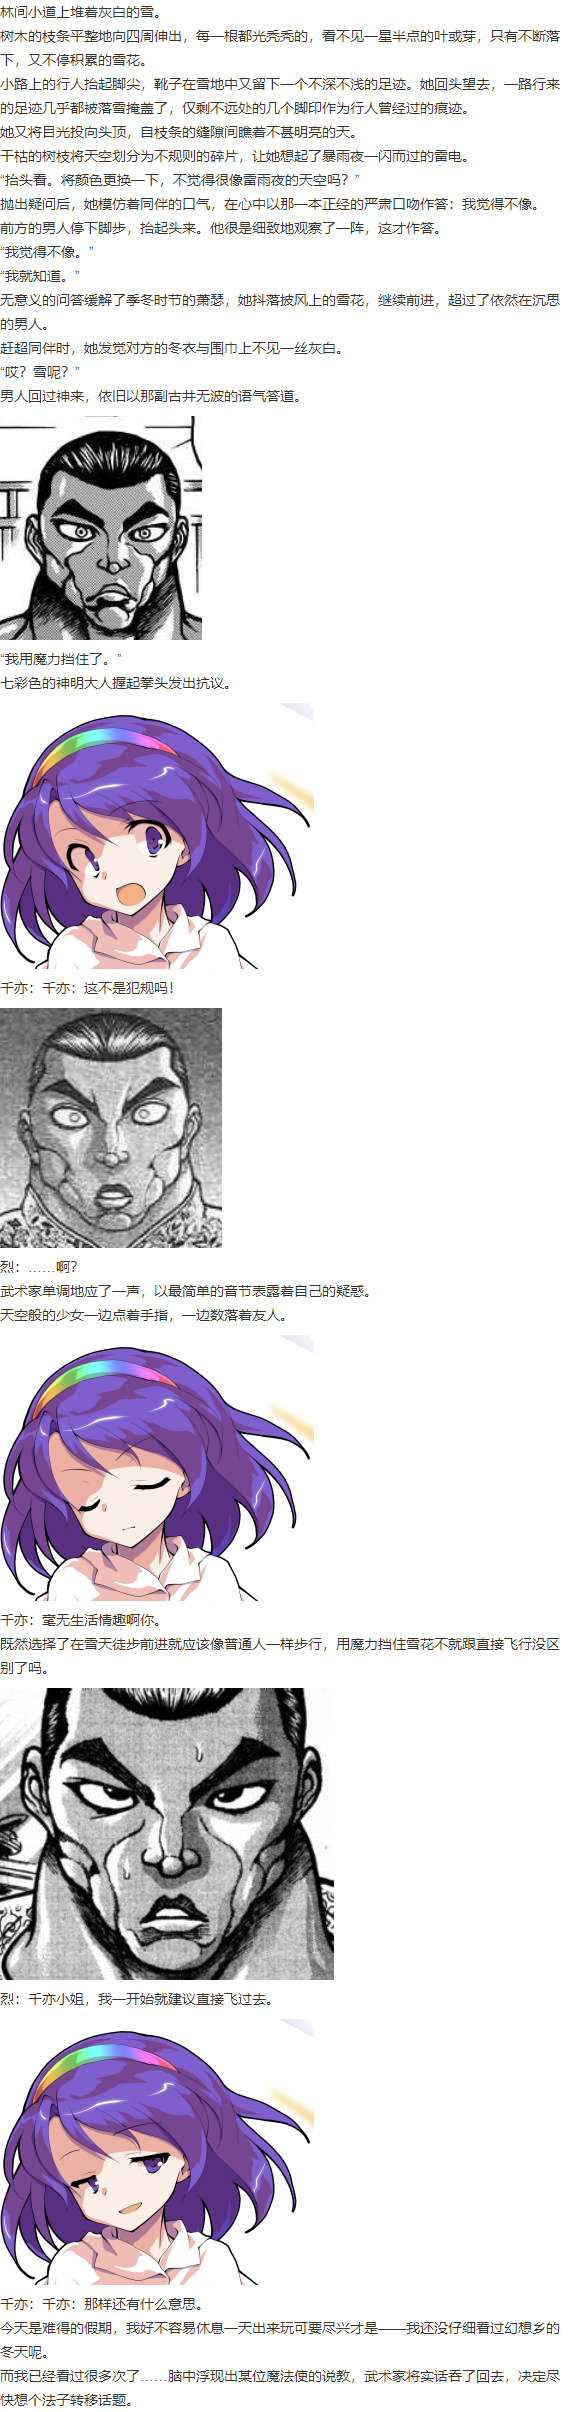 林间小道上堆着灰白的雪。
树木的枝条平整地向四周伸出，每一根都光秃秃的，看不见一星半点的叶或芽，只有不断落
下，又不停积累的雪花。
小路上的行人抬起脚尖，靴子在雪地中又留下一个不深不浅的足迹。她回头望去，一路行来
的足迹几乎都被落雪掩盖了，仅剩不远处的几个脚印作为行人曾经过的痕迹。
她又将目光投向头顶，自枝条的缝隙间瞧着不甚明亮的天。
干枯的树枝将天空划分为不规则的碎片，让她想起了暴雨夜一闪而过的雷电。
“抬头看。将颜色更换一下，不觉得很像雷雨夜的天空吗？”
抛出疑问后，她模仿着同伴的口气，在心中以那一本正经的严肃口吻作答：我觉得不像。
前方的男人停下脚步，抬起头来。他很是细致地观察了一阵，这才作答。
“我觉得不像。”
“我就知道。”
无意义的问答缓解了季冬时节的萧瑟，她抖落披风上的雪花，继续前进，超过了依然在沉思
的男人。
赶超同伴时，她发觉对方的冬衣与围巾上不见一丝灰白。
“哎？雪呢？”
男人回过神来，依旧以那副古井无波的语气答道。
“我用魔力挡住了。”
七彩色的神明大人握起拳头发出抗议。
千亦：千亦：这不是犯规吗！
烈：……啊？
武术家单调地应了一声，以最简单的音节表露着自己的疑惑。
天空般的少女一边点着手指，一边数落着友人。
千亦：毫无生活情趣啊你。
既然选择了在雪天徒步前进就应该像普通人一样步行，用魔力挡住雪花不就跟直接飞行没区
别了吗。
烈：千亦小姐，我一开始就建议直接飞过去。
千亦：千亦：那样还有什么意思。
今天是难得的假期，我好不容易休息一天出来玩可要尽兴才是——我还没仔细看过幻想乡的
冬天呢。
而我已经看过很多次了……脑中浮现出某位魔法使的说教，武术家将实话吞了回去，决定尽
快想个法子转移话题。